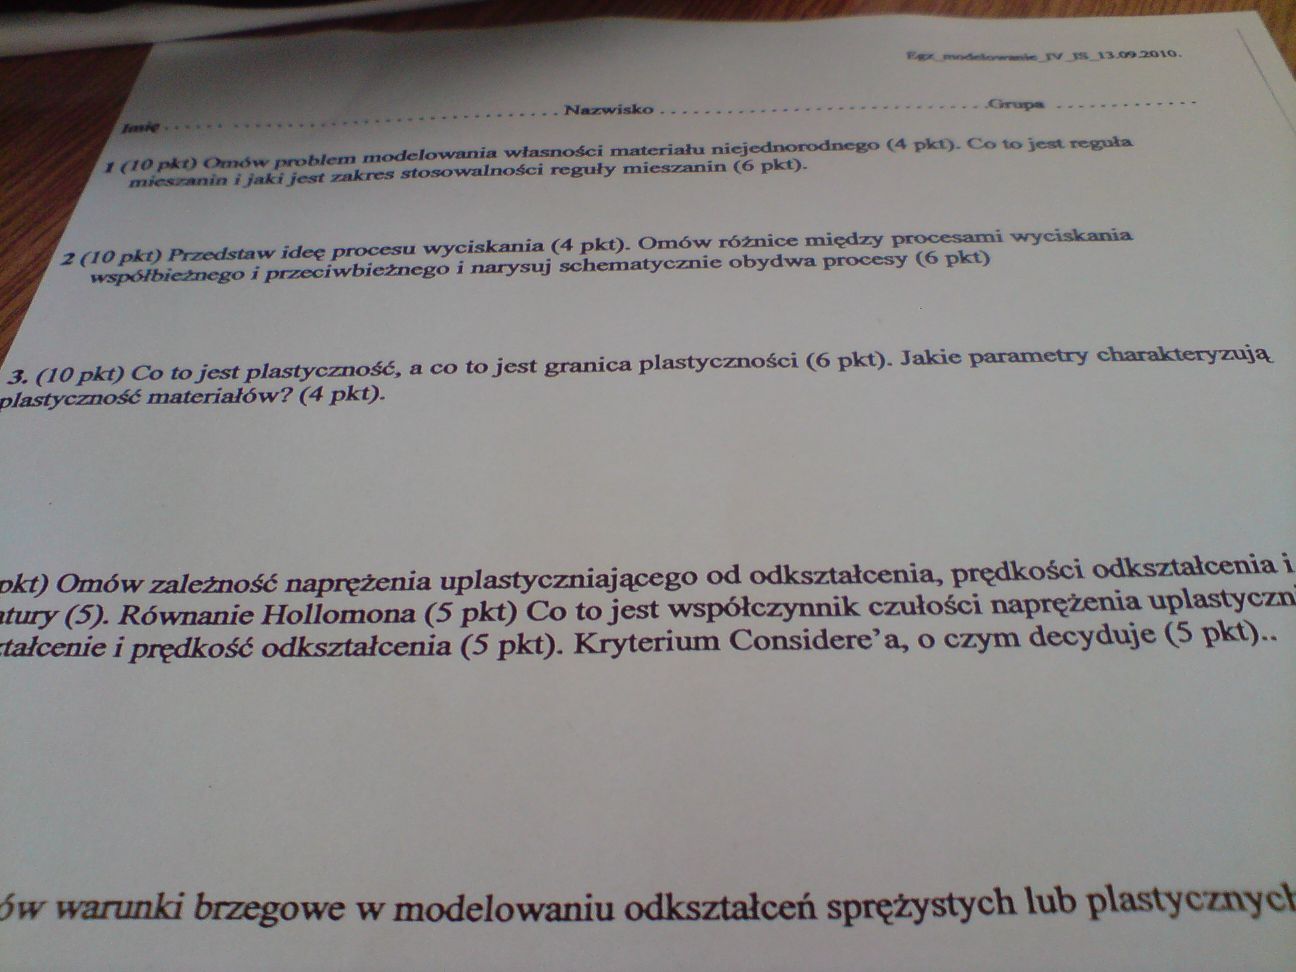 Egz_modelowanie_IV_IS_13.09.2010.
Imię . . . . . . . . . . . . . . . . . . . . . . . . . . . . . . . . . . . . . . Nazwisko . . . . . . . . . . . . . . . . . . . . . . . . . . . . . . . . .Grupa . . . . . . . . . . . . .
1 (10 pkt) Omów problem modelowania własności materiału niejednorodnego (4 pkt). Co to jest reguła
mieszanin i jaki jest zakres stosowalności reguły mieszanin (6 pkt).
2 (10 pkt) Przedstaw ideę procesu wyciskania (4 pkt). Omów różnice między procesami wyciskania
współbieżnego i przeciwbieżnego i narysuj schematycznie obydwa procesy (6 pkt)
3. (10 pkt) Co to jest plastyczność, a co to jest granica plastyczności (6 pkt). Jakie parametry charakteryzują
plastyczność materiałów? (4 pkt).
pkt) Omów zależność naprężenia uplastyczniającego od odkształcenia, prędkości odkształcenia i
tury (5). Równanie Hollomona (5 pkt) Co to jest współczynnik czułości naprężenia uplastyczni
tałcenie i prędkość odkształcenia (5 pkt). Kryterium Considere'a, o czym decyduje (5 pkt)..
ów warunki brzegowe w modelowaniu odkształceń sprężystych lub plastycznych